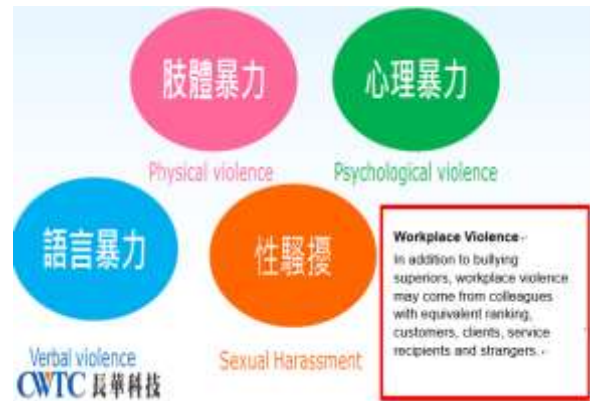 肢體暴力
心理暴力
Physical violence
Psychological violence
語言暴力
性騷擾
Workplace Violence
In addition to bullying
superiors, workplace violence
may come from colleagues
with equivalent ranking,
customers, clients, service
recipients and strangers.
Verbal violence
Sexual Harassment
CWTC 長華科技